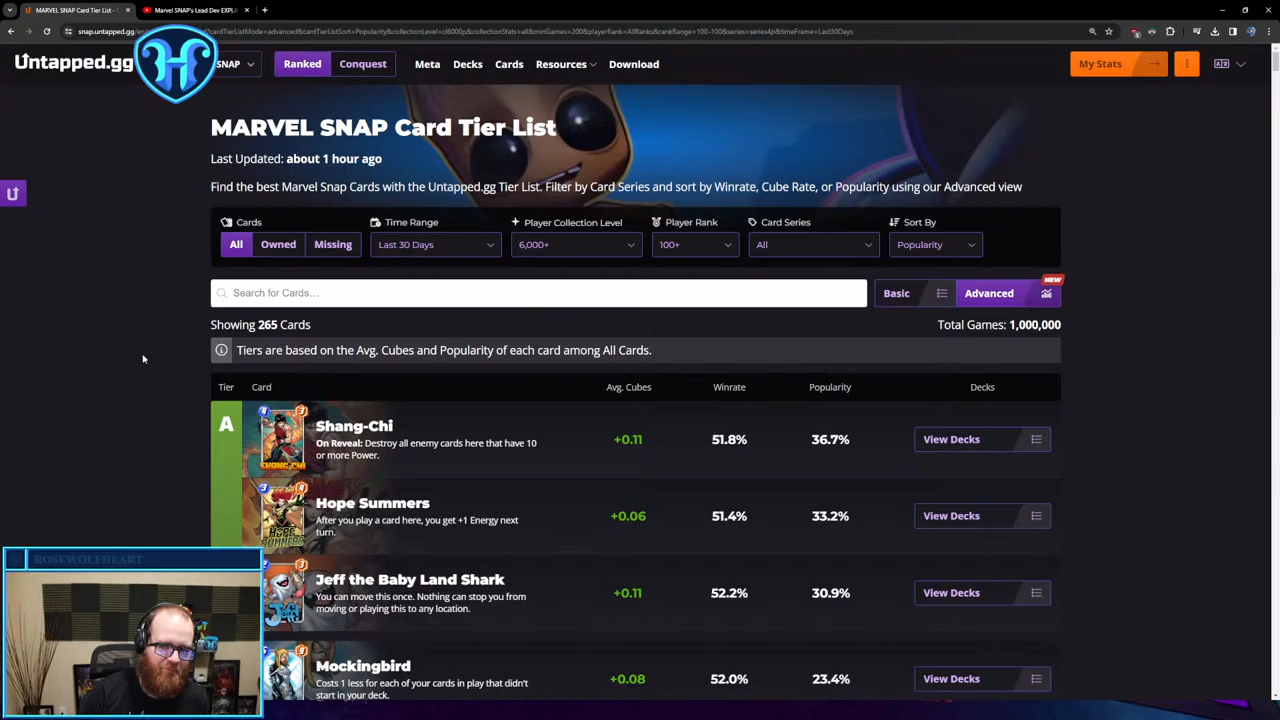 MARVEL SNAP Card Tier List -
Marvel SNAP's Lead Dev EXPL
Untapped.gg
SNAP
Ranked
Conquest
Meta
Decks
Cards
Resources
Download
My Stats
MARVEL SNAP Card Tier List
Last Updated: about 1 hour ago
Find the best Marvel Snap Cards with the Untapped.gg Tier List. Filter by Card Series and sort by Winrate, Cube Rate, or Popularity using our Advanced view
Cards
Time Range
Player Collection Level
Player Rank
Card Series
Sort By
All
Owned
Missing
Last 30 Days
6,000+
100+
All
Popularity
NEW
Search for Cards...
Basic
Advanced
Showing 265 Cards
Total Games: 1,000,000
Tiers are based on the Avg. Cubes and Popularity of each card among All Cards.
Tier
Card
Avg. Cubes
Winrate
Popularity
Decks
A
Shang-Chi
On Reveal: Destroy all enemy cards here that have 10
or more Power.
+0.11
51.8%
36.7%
View Decks
Hope Summers
After you play a card here, you get +1 Energy next
turn.
+0.06
51.4%
33.2%
View Decks
Jeff the Baby Land Shark
You can move this once. Nothing can stop you from
moving or playing this to any location.
+0.11
52.2%
30.9%
View Decks
Mockingbird
Costs 1 less for each of your cards in play that didn't
start in your deck.
+0.08
52.0%
23.4%
View Decks
ROSEWOLFHEART